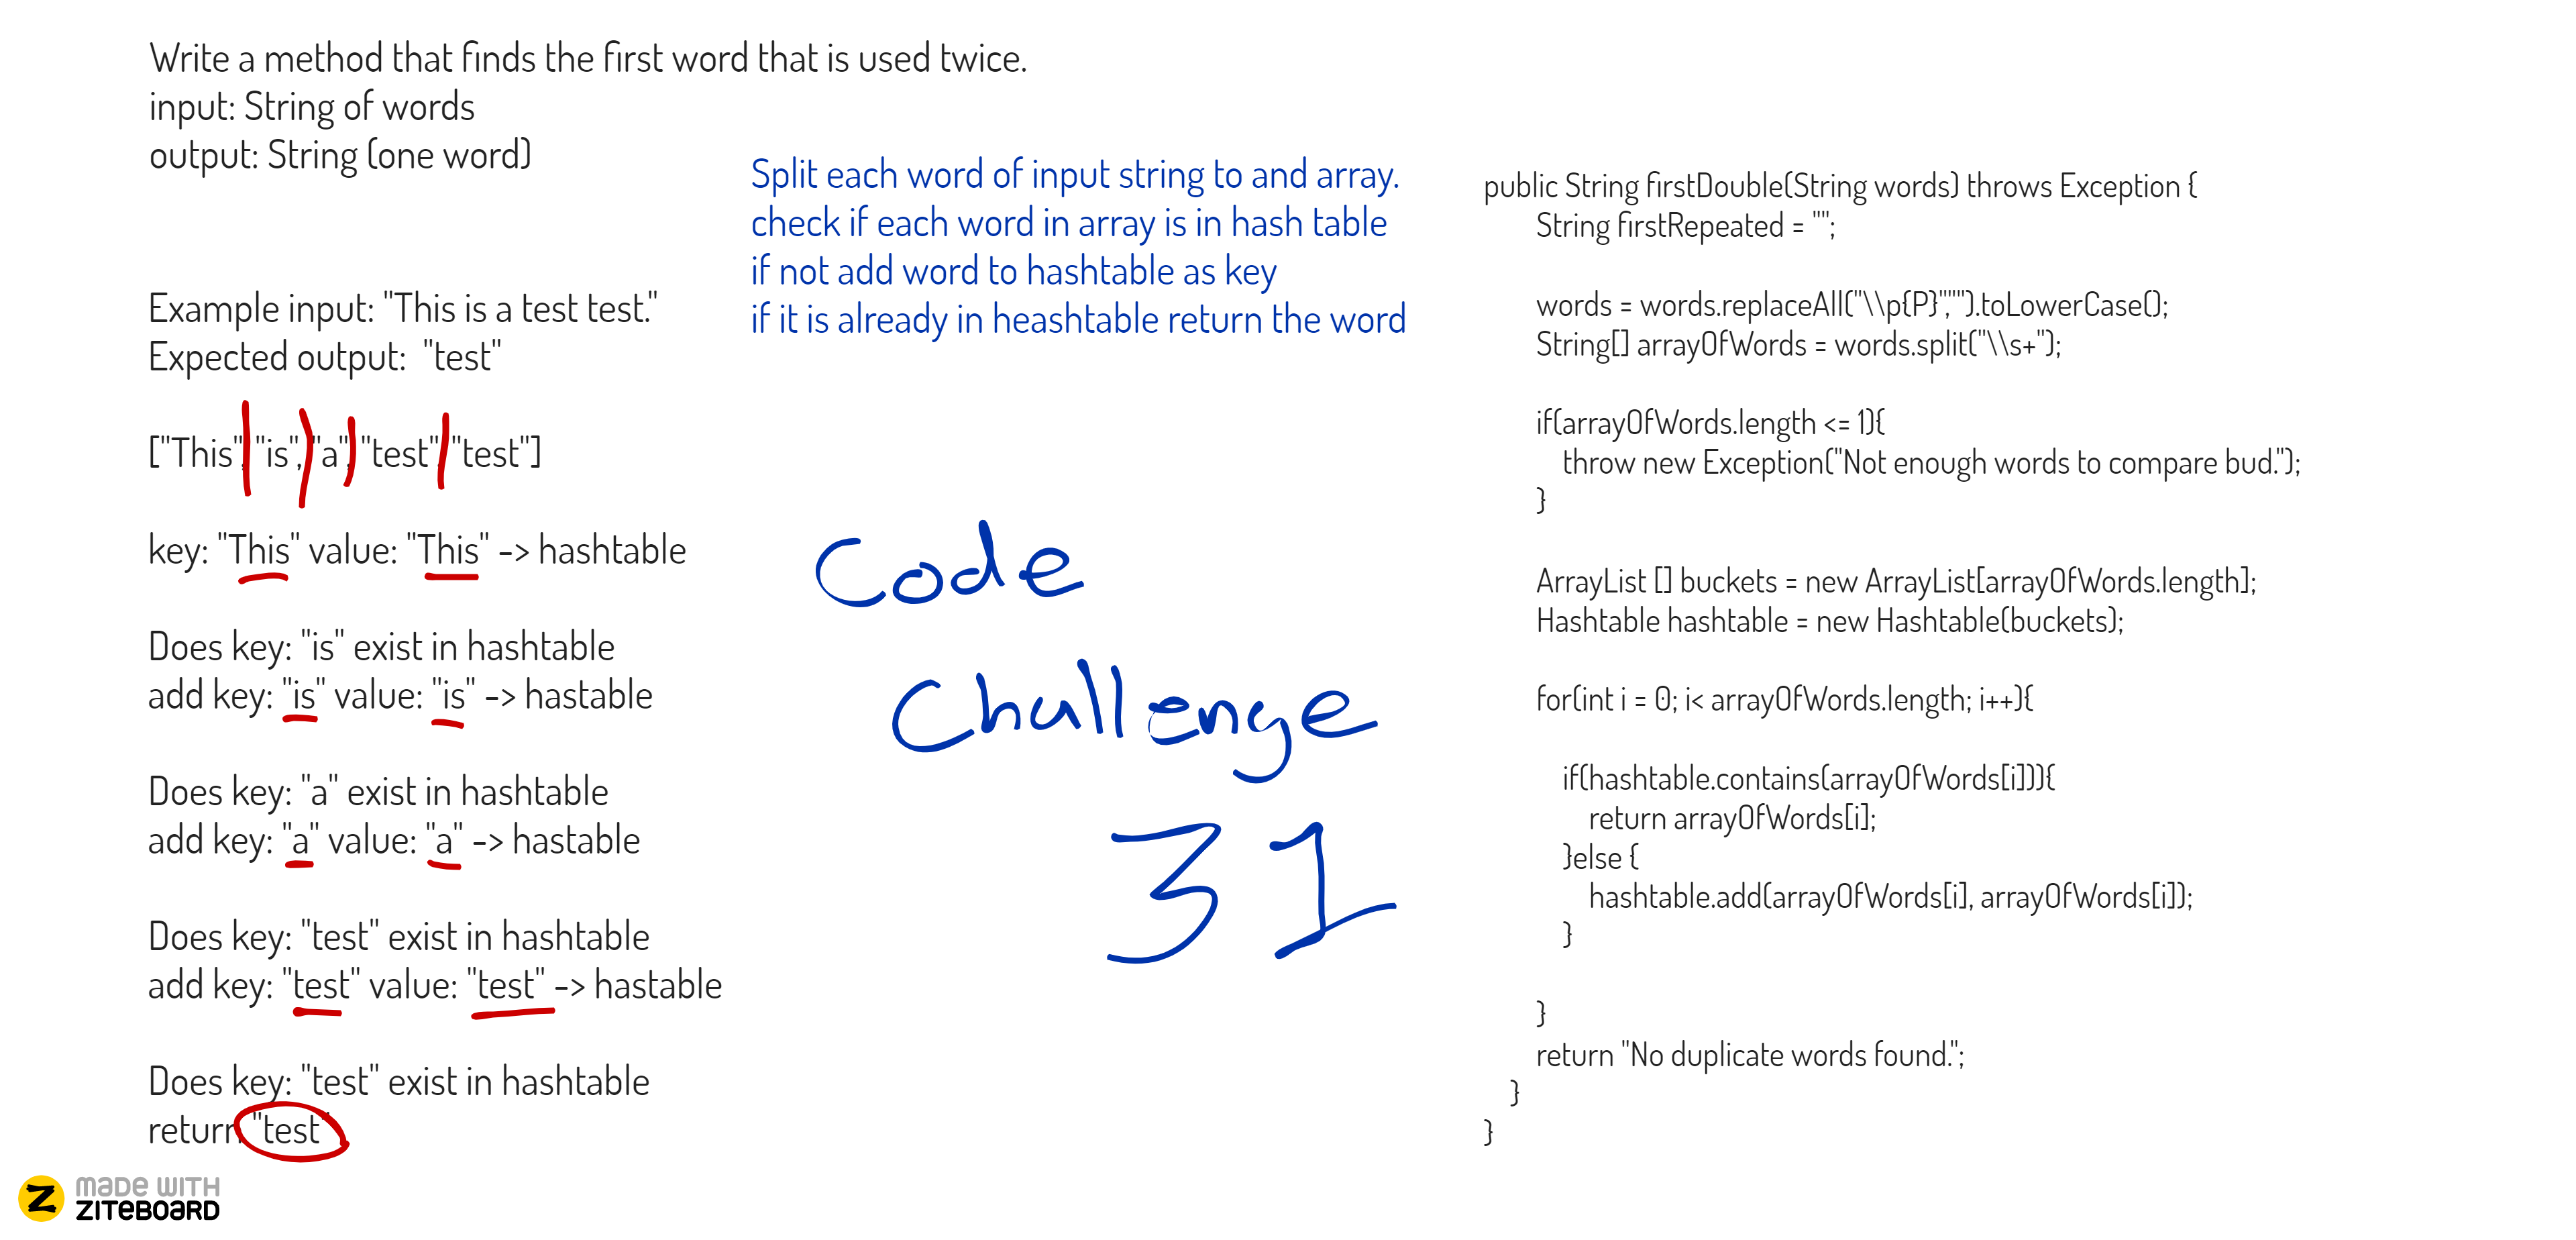 Write a method that finds the first word that is used twice.
input: String of words
output: String (one word)
Example input: "This is a test test."
Expected output: "test"
["This", "is", "a", "test", "test"]
key: "This" value: "This" -> hashtable
Does key: "is" exist in hashtable
add key: "is" value: "is" -> hastable
Does key: "a" exist in hashtable
add key: "a" value: "a" -> hastable
Does key: "test" exist in hashtable
add key: "test" value: "test" -> hastable
Does key: "test" exist in hashtable
return "test"
Split each word of input string to and array.
check if each word in array is in hash table
if not add word to hashtable as key
if it is already in heashtable return the word
Code
Challenge
31
public String firstDouble(String words) throws Exception {
String firstRepeated = "";
words = words.replaceAll("\\p{P}","").toLowerCase();
String[] arrayOfWords = words.split("\\s+");
if(arrayOfWords.length <= 1){
throw new Exception("Not enough words to compare bud.");
}
ArrayList [] buckets = new ArrayList[arrayOfWords.length];
Hashtable hashtable = new Hashtable(buckets);
for(int i = 0; i< arrayOfWords.length; i++){
if(hashtable.contains(arrayOfWords[i])){
return arrayOfWords[i];
}else {
hashtable.add(arrayOfWords[i], arrayOfWords[i]);
}
}
return "No duplicate words found.";
}
}
MADE WITH
ZITEBOARD